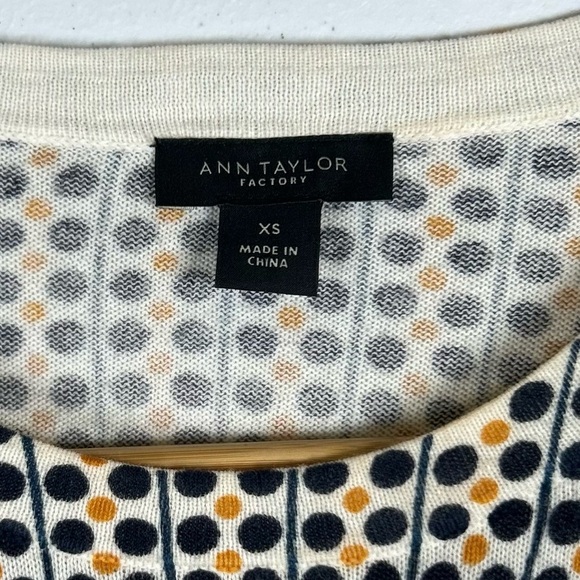 ANN TAYLOR
FACTORY
XS
MADE IN
CHINA